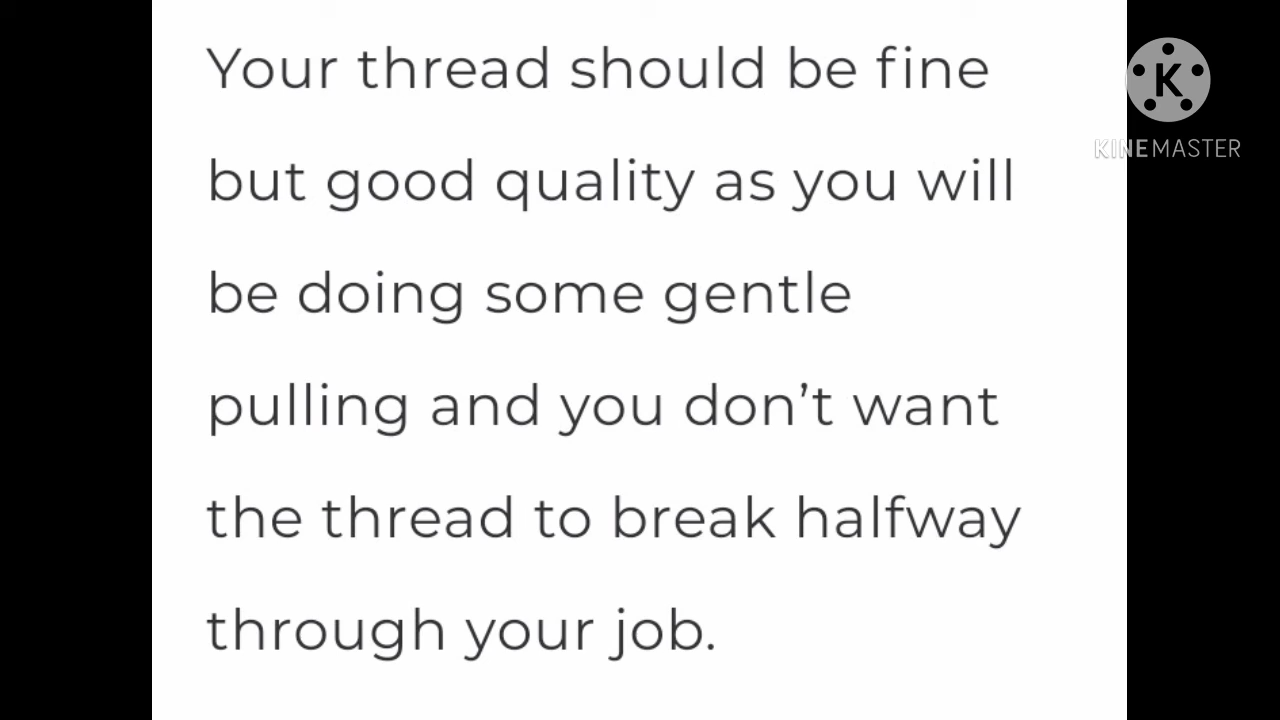 Your thread should be fine
but good quality as you will
be doing some gentle
pulling and you don’t want
the thread to break halfway
through your job.
K
KINEMASTER